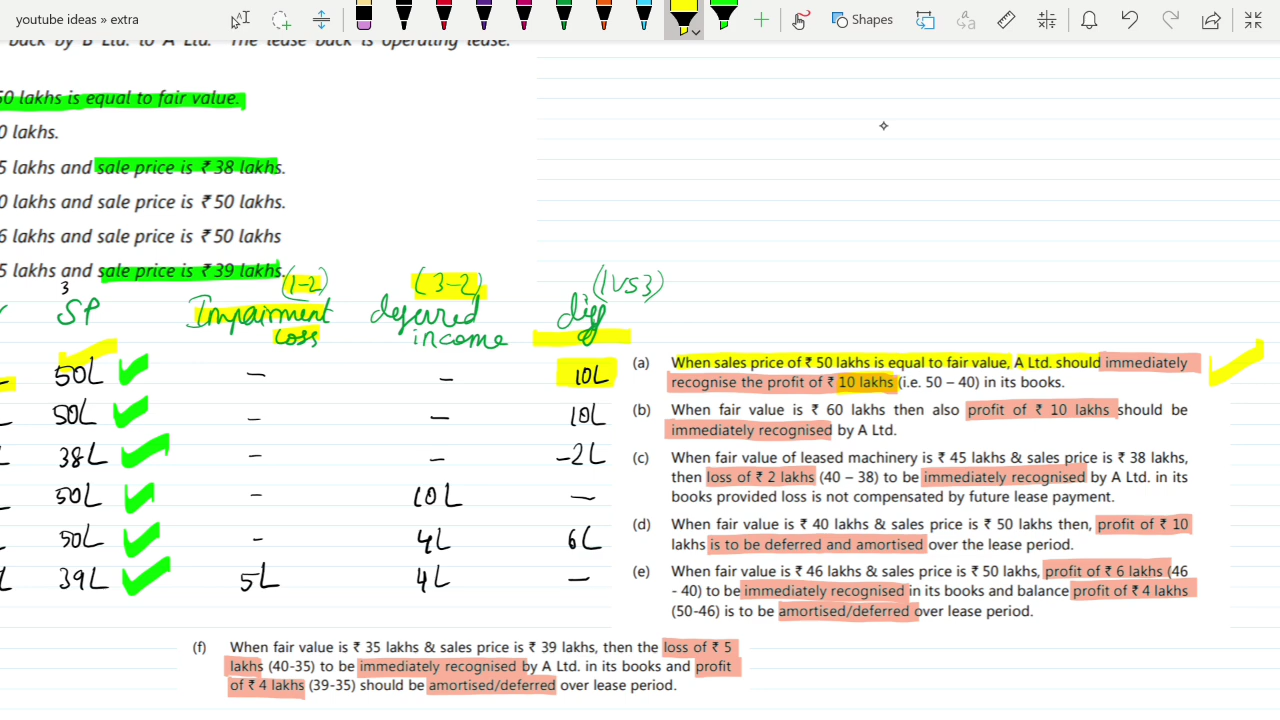 youtube ideas » extra
Shapes
back by B Ltd. to A Ltd. The lease back is operating lease.
50 lakhs is equal to fair value.
0 lakhs.
5 lakhs and sale price is ₹ 38 lakhs.
0 lakhs and sale price is ₹ 50 lakhs.
6 lakhs and sale price is ₹ 50 lakhs
5 lakhs and sale price is ₹ 39 lakhs.
3 (1-2) (3-2) (1 vs 3)
SP Impairment loss deferred income diff
50L - - 10L
50L - - 10L
38L - - -2L
50L - 10L -
50L - 4L 6L
39L 5L 4L -
(a) When sales price of ₹ 50 lakhs is equal to fair value, A Ltd. should immediately
recognise the profit of ₹ 10 lakhs (i.e. 50 – 40) in its books.
(b) When fair value is ₹ 60 lakhs then also profit of ₹ 10 lakhs should be
immediately recognised by A Ltd.
(c) When fair value of leased machinery is ₹ 45 lakhs & sales price is ₹ 38 lakhs,
then loss of ₹ 2 lakhs (40 – 38) to be immediately recognised by A Ltd. in its
books provided loss is not compensated by future lease payment.
(d) When fair value is ₹ 40 lakhs & sales price is ₹ 50 lakhs then, profit of ₹ 10
lakhs is to be deferred and amortised over the lease period.
(e) When fair value is ₹ 46 lakhs & sales price is ₹ 50 lakhs, profit of ₹ 6 lakhs (46
- 40) to be immediately recognised in its books and balance profit of ₹ 4 lakhs
(50-46) is to be amortised/deferred over lease period.
(f) When fair value is ₹ 35 lakhs & sales price is ₹ 39 lakhs, then the loss of ₹ 5
lakhs (40-35) to be immediately recognised by A Ltd. in its books and profit
of ₹ 4 lakhs (39-35) should be amortised/deferred over lease period.